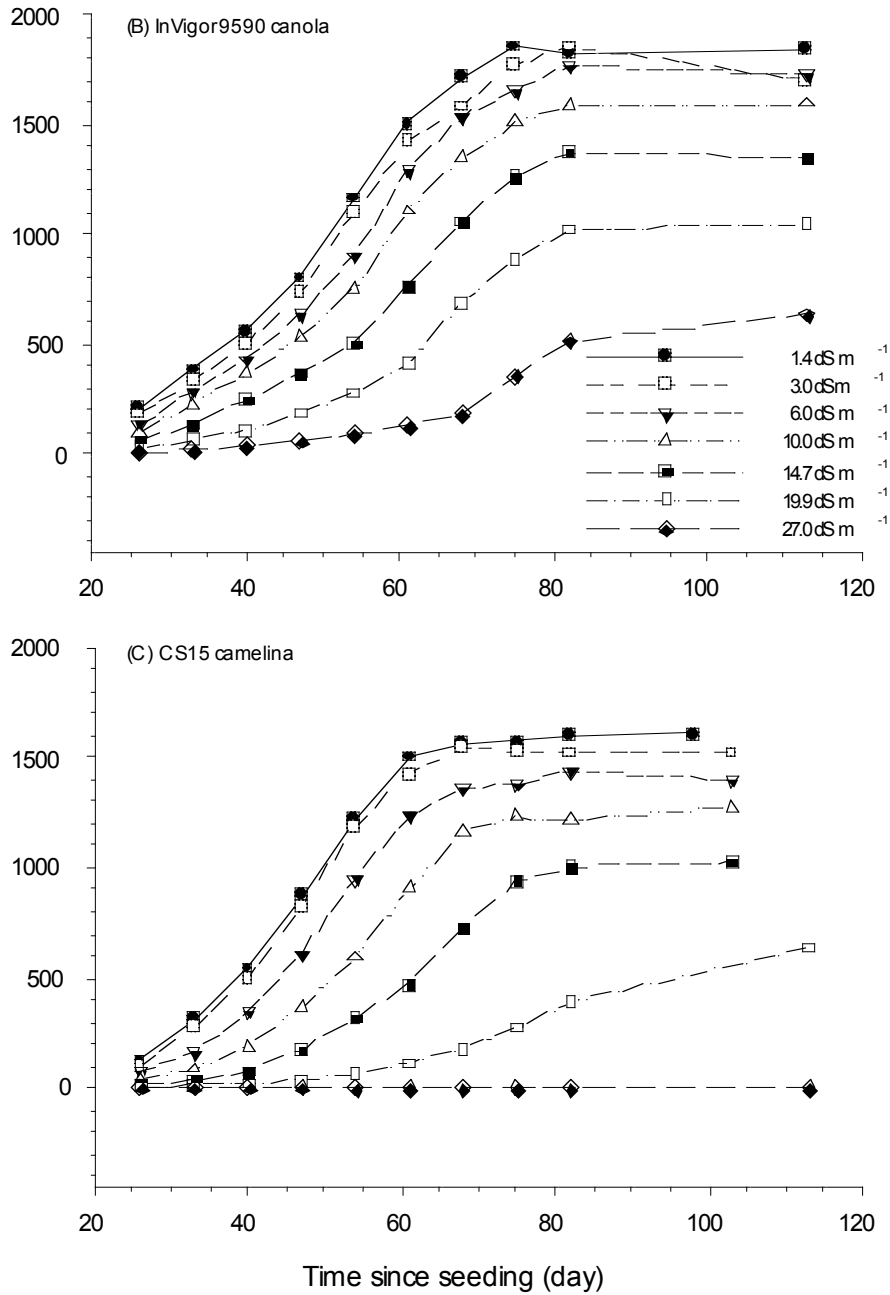 2000
(B) InVigor9590 canola
1500
1000
500
0
1.4 dS m -1
3.0 dS m -1
6.0 dS m -1
10.0 dS m -1
14.7 dS m -1
19.9 dS m -1
27.0 dS m -1
20 40 60 80 100 120
2000
(C) CS15 camelina
1500
1000
500
0
20 40 60 80 100 120
Time since seeding (day)